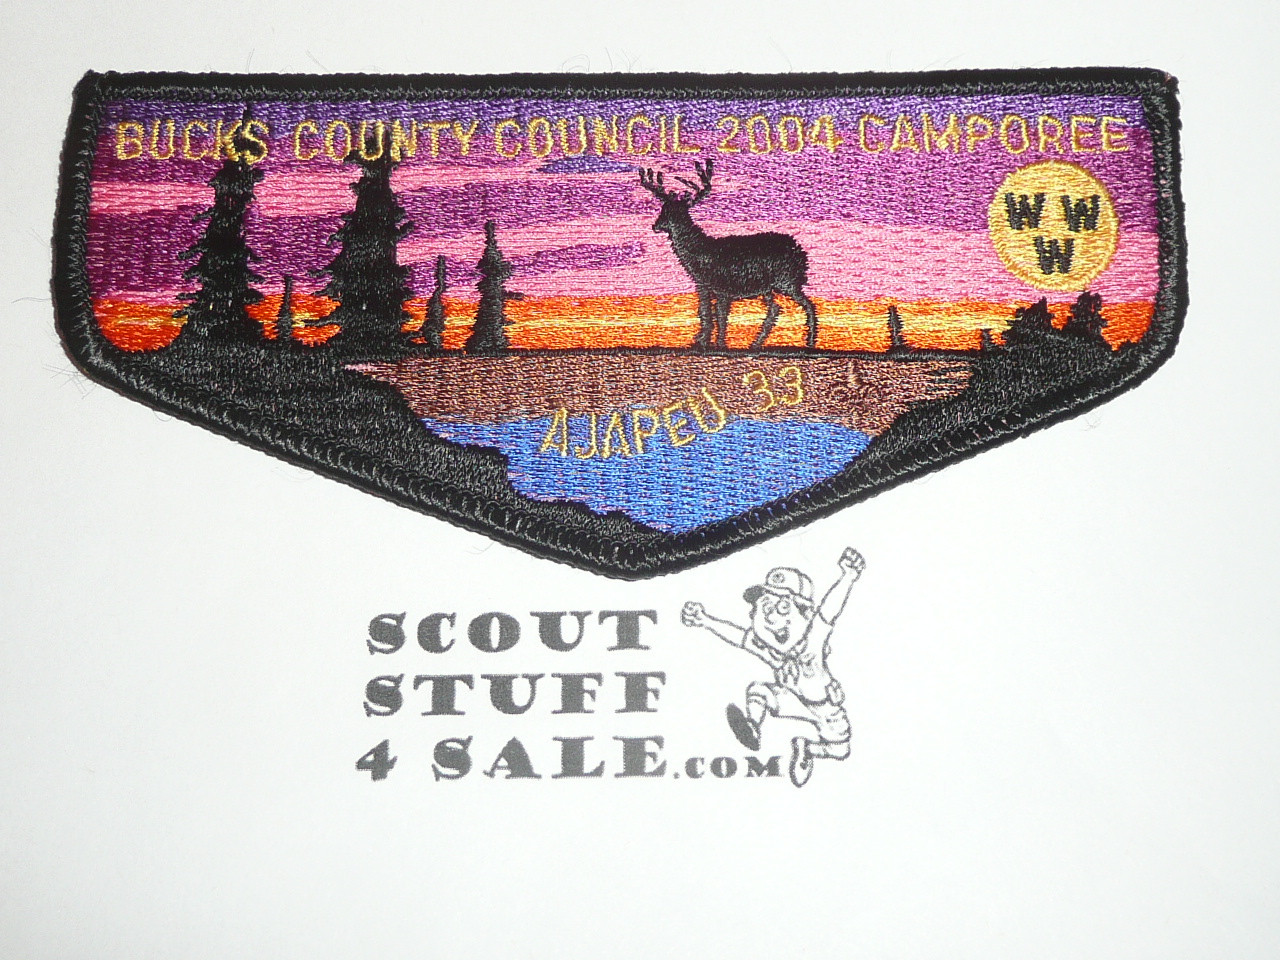 BUCKS COUNTY COUNCIL 2004 CAMPOREE
W W
W
AJAPEU 33
SCOUT
STUFF
4 SALE.COM